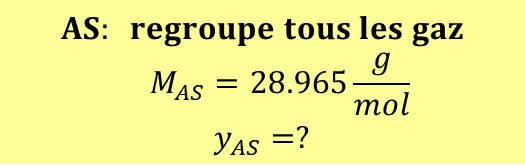 AS: regroupe tous les gaz
M_AS = 28.965 g/mol
y_AS =?